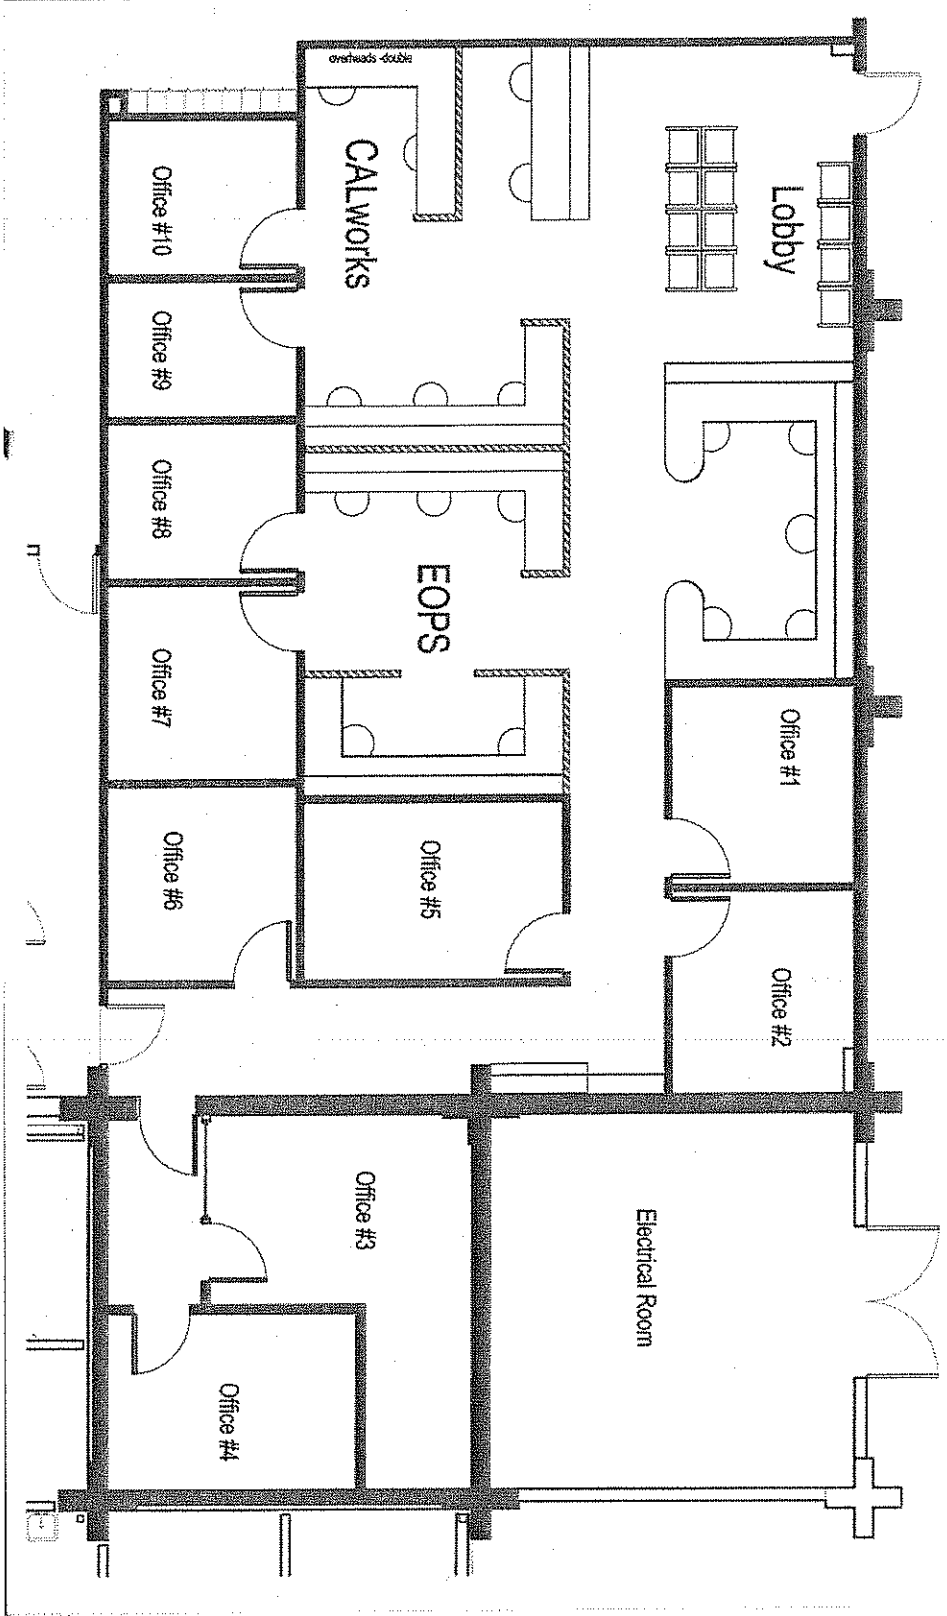 Lobby
CALworks
overheads -double
EOPS
Office #1
Office #2
Office #3
Office #4
Office #5
Office #6
Office #7
Office #8
Office #9
Office #10
Electrical Room